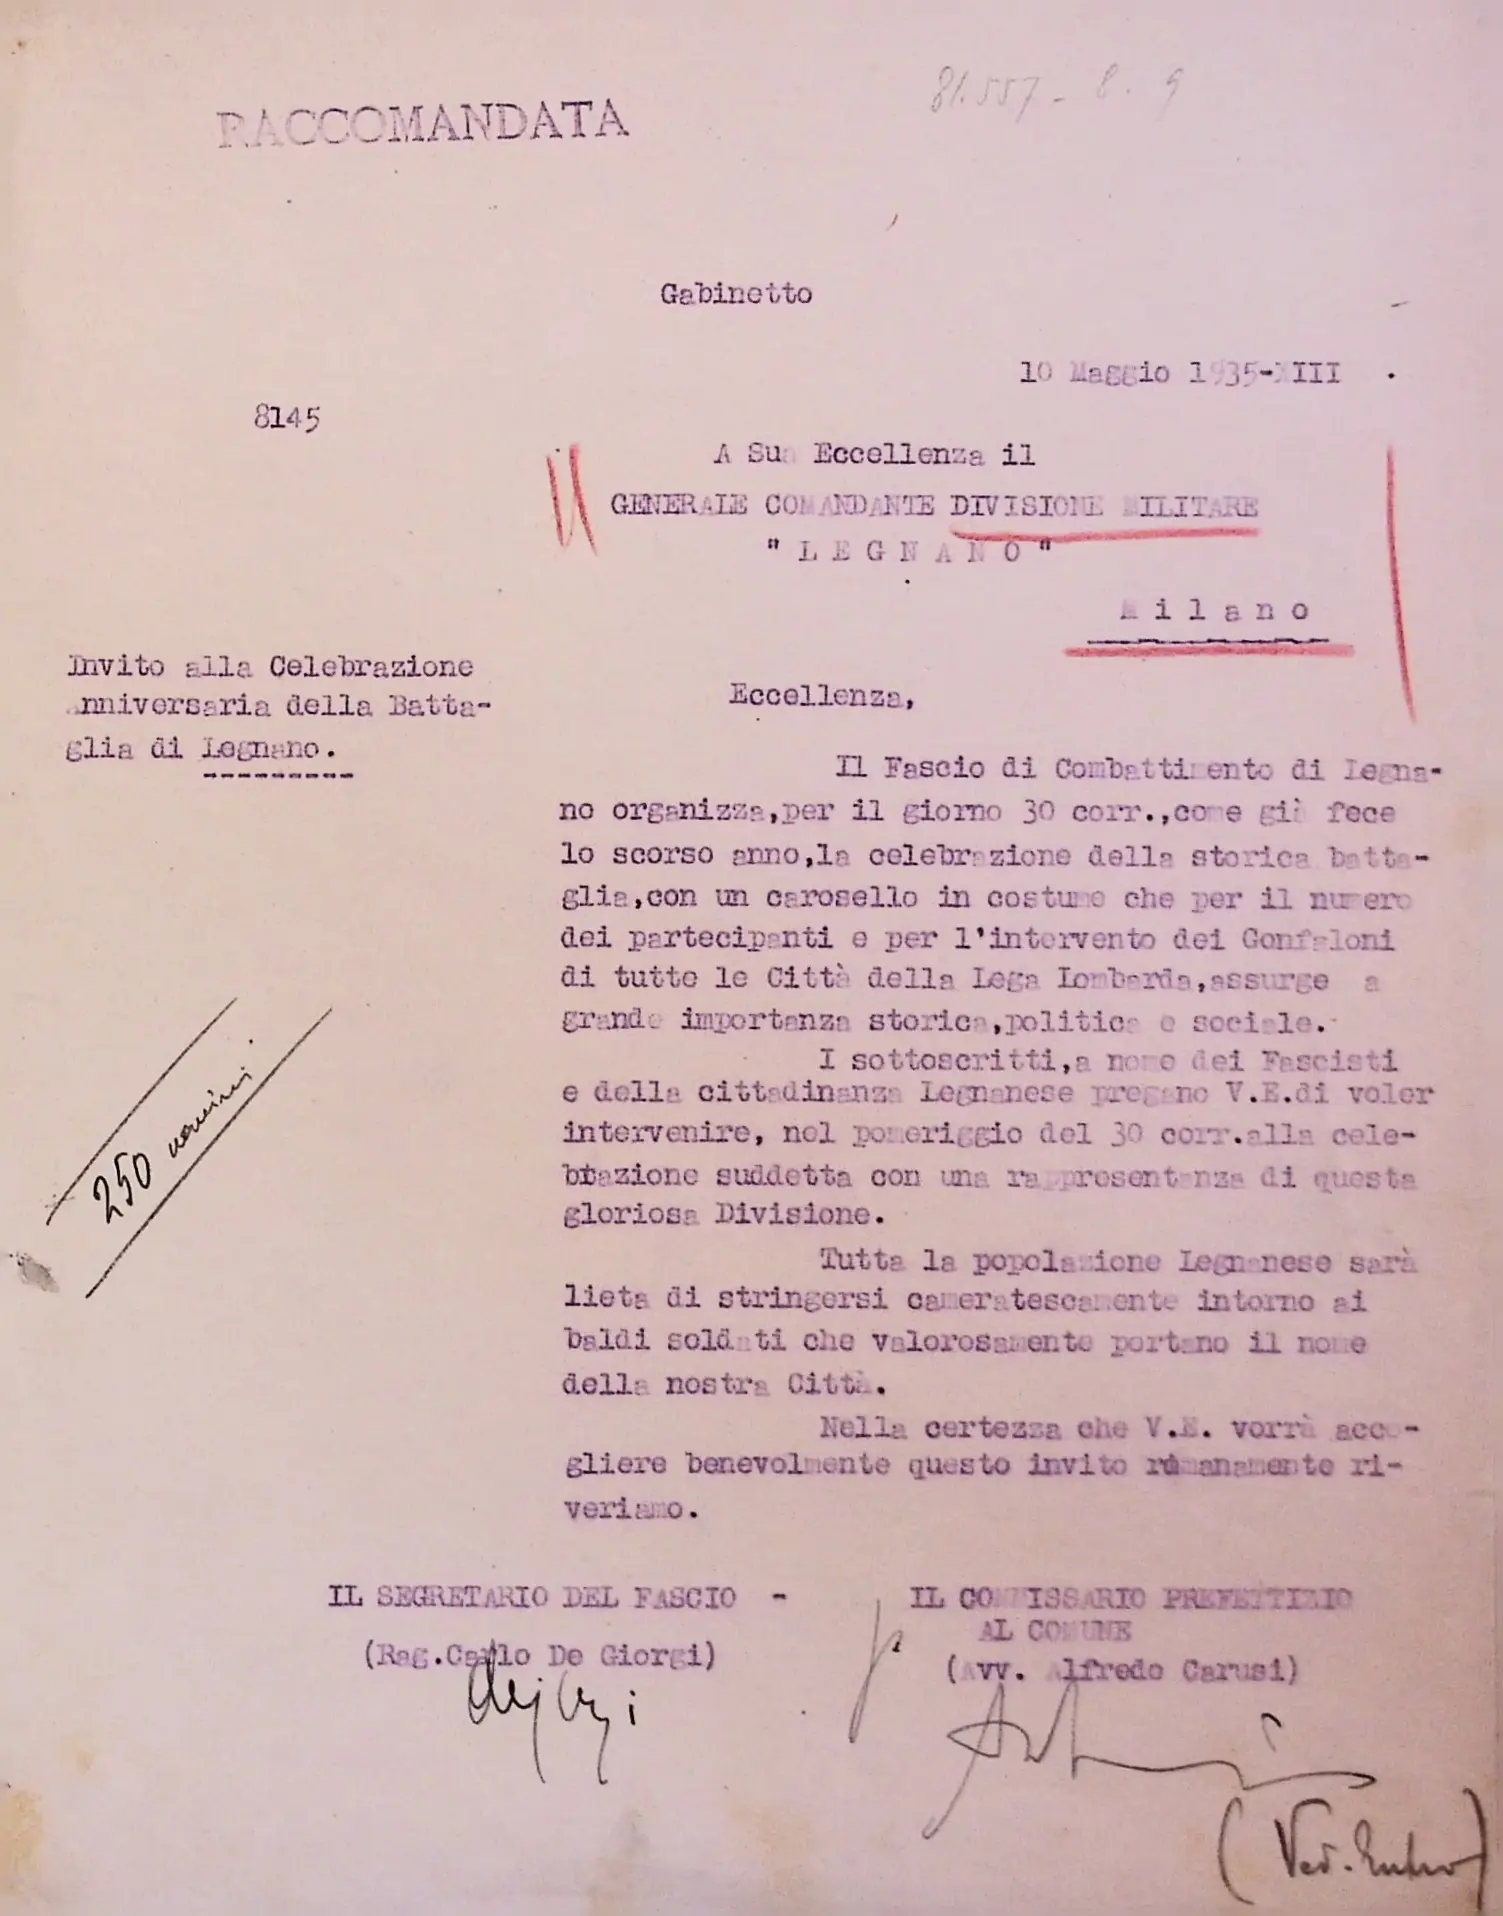 81.557 - 8. 9
RACCOMANDATA
Gabinetto
10 Maggio 1935-XIII
8145
A Sua Eccellenza il
GENERALE COMANDANTE DIVISIONE MILITARE
" L E G N A N O "
M i l a n o
Invito alla Celebrazione
Anniversaria della Batta-
glia di Legnano.
Eccellenza,
Il Fascio di Combattimento di Legna-
no organizza,per il giorno 30 corr.,come già fece
lo scorso anno,la celebrazione della storica batta-
glia,con un carosello in costume che per il numero
dei partecipanti e per l'intervento dei Gonfaloni
di tutte le Città della Lega Lombarda,assurge a
grande importanza storica,politica e sociale.-
I sottoscritti,a nome dei Fascisti
e della cittadinanza Legnanese pregano V.E.di voler
intervenire, nel pomeriggio del 30 corr.alla cele-
btazione suddetta con una rappresentanza di questa
gloriosa Divisione.
250 uomini
Tutta la popolazione Legnanese sarà
lieta di stringersi cameratescamente intorno ai
baldi soldati che valorosamente portano il nome
della nostra Città.
Nella certezza che V.E. vorrà acco-
gliere benevolmente questo invito romanamente ri-
veriamo.
IL SEGRETARIO DEL FASCIO - IL COMMISSARIO PREFETTIZIO
AL COMUNE
(Rag.Carlo De Giorgi) (Avv. Alfredo Carusi)